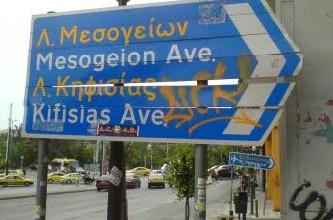 Λ. Μεσογείων
Mesogeion Ave.
Λ. Κηφισίας
Kifisias Ave.